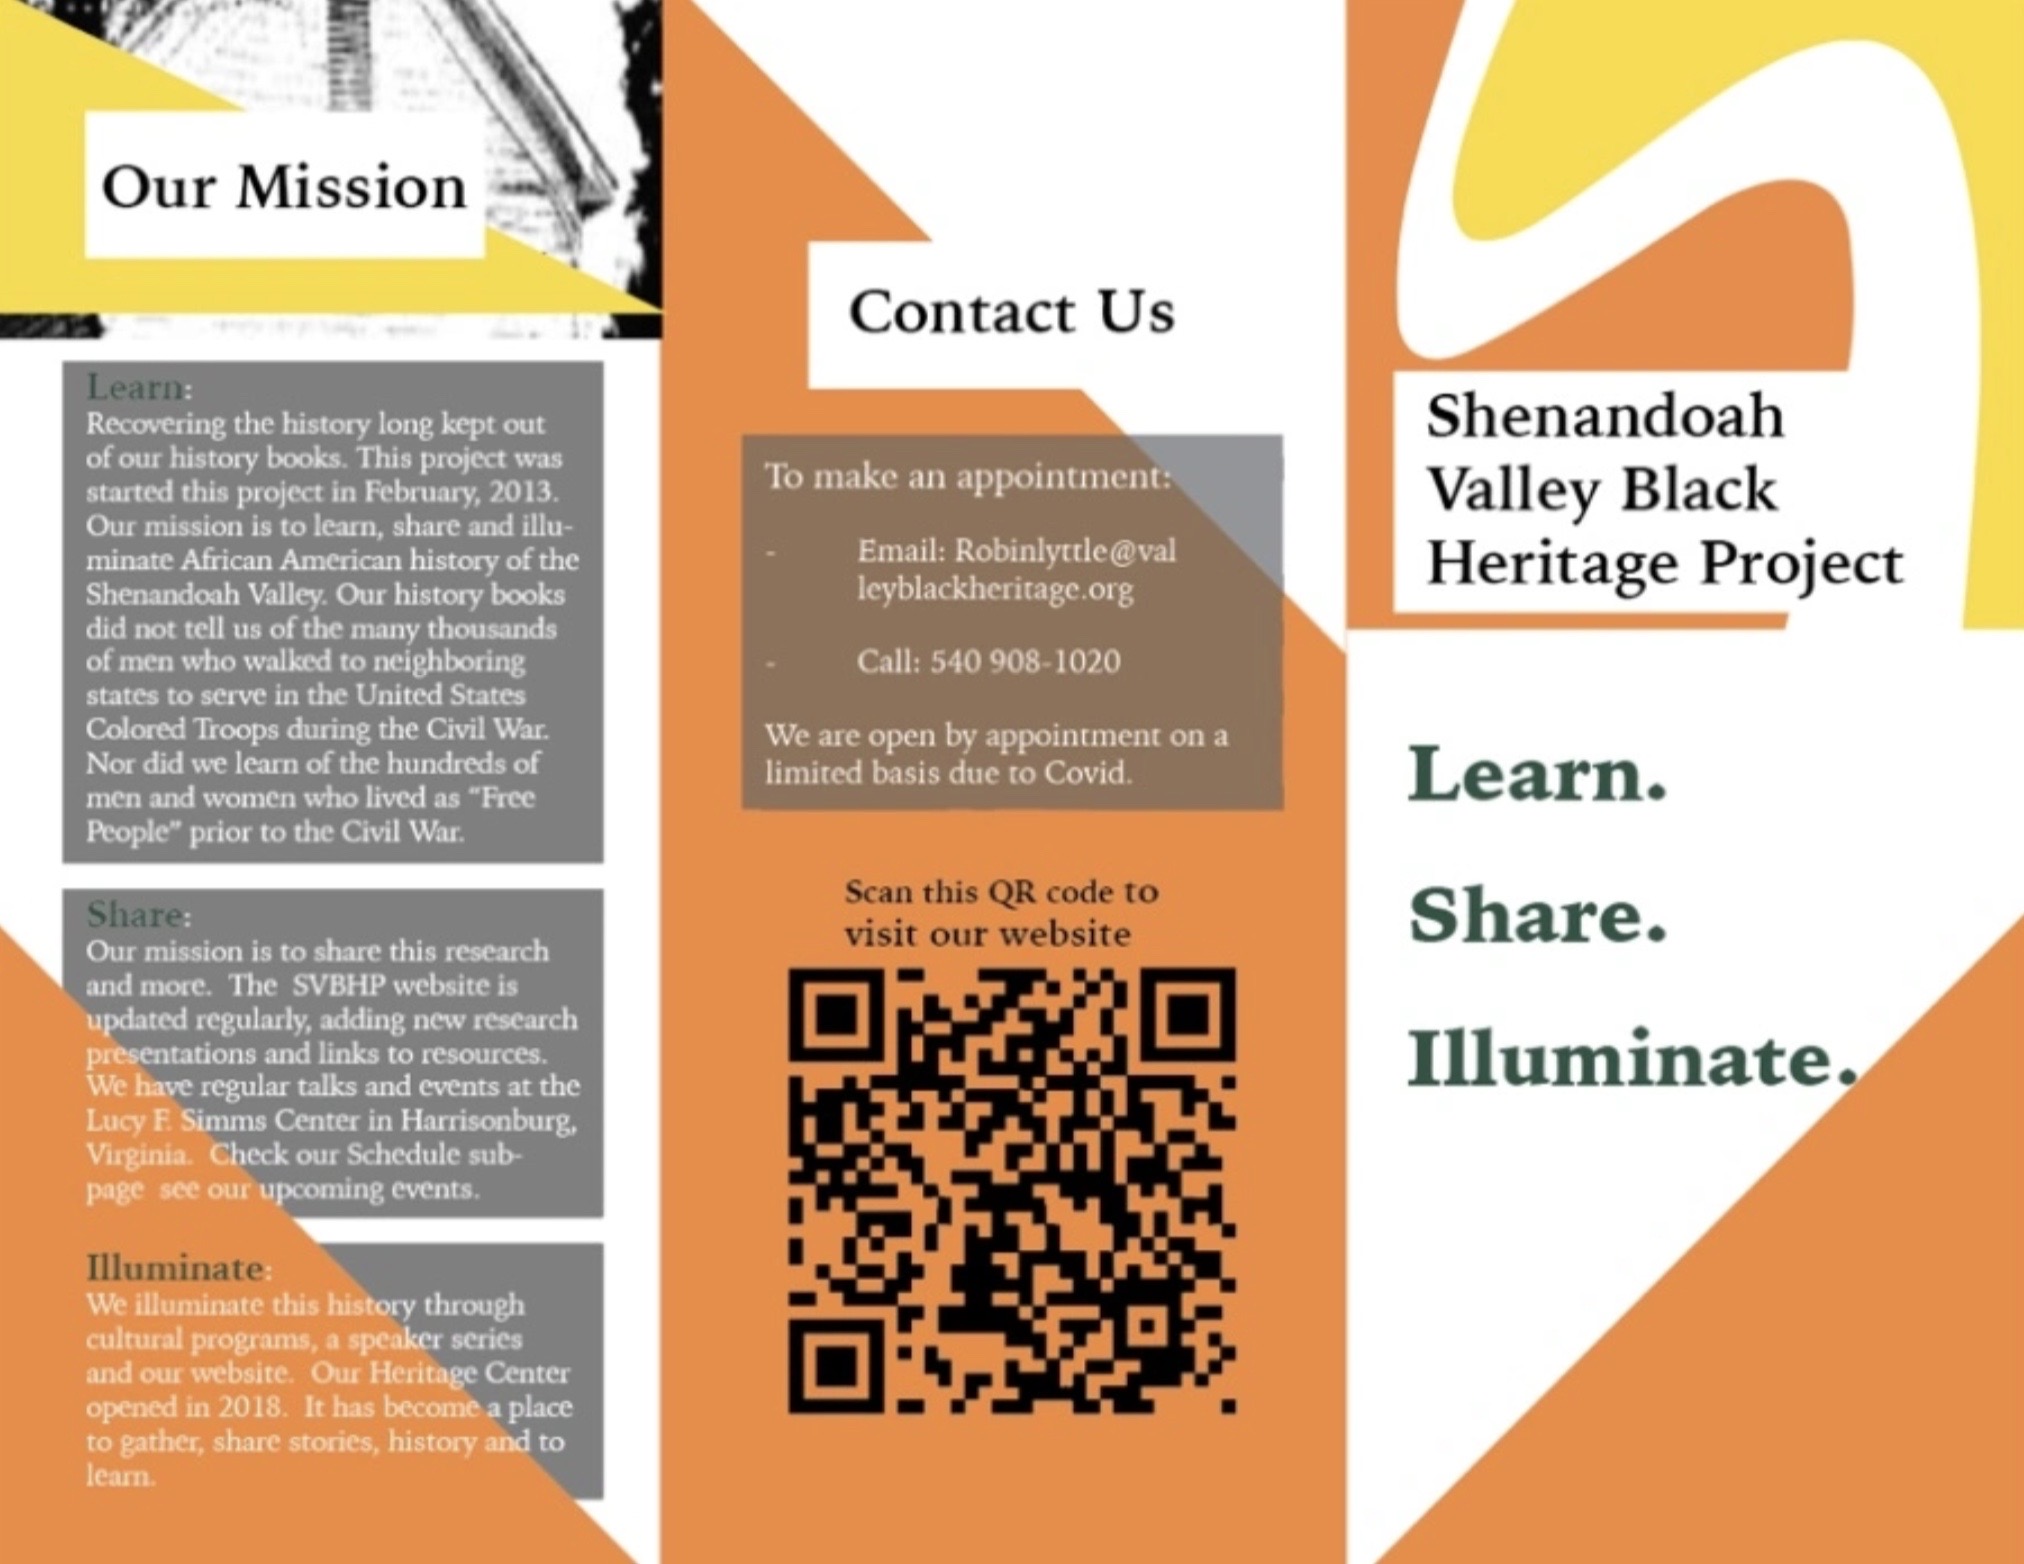 Our Mission
Learn:
Recovering the history long kept out
of our history books. This project was
started this project in February, 2013.
Our mission is to learn, share and illu-
minate African American history of the
Shenandoah Valley. Our history books
did not tell us of the many thousands
of men who walked to neighboring
states to serve in the United States
Colored Troops during the Civil War.
Nor did we learn of the hundreds of
men and women who lived as “Free
People” prior to the Civil War.
Share:
Our mission is to share this research
and more.  The  SVBHP website is
updated regularly, adding new research
presentations and links to resources.
We have regular talks and events at the
Lucy F. Simms Center in Harrisonburg,
Virginia.  Check our Schedule sub-
page  see our upcoming events.
Illuminate:
We illuminate this history through
cultural programs, a speaker series
and our website.  Our Heritage Center
opened in 2018.  It has become a place
to gather, share stories, history and to
learn.
Contact Us
To make an appointment:
- Email: Robinlyttle@val
leyblackheritage.org
- Call: 540 908-1020
We are open by appointment on a
limited basis due to Covid.
Scan this QR code to
visit our website
Shenandoah
Valley Black
Heritage Project
Learn.
Share.
Illuminate.